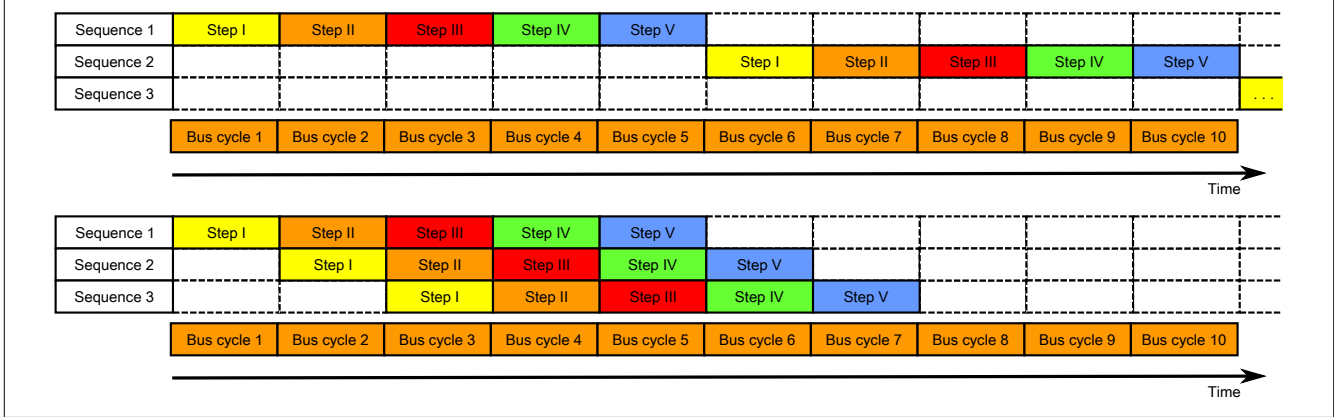 Sequence 1 Step I Step II Step III Step IV Step V
Sequence 2 Step I Step II Step III Step IV Step V
Sequence 3 . . .
Bus cycle 1 Bus cycle 2 Bus cycle 3 Bus cycle 4 Bus cycle 5 Bus cycle 6 Bus cycle 7 Bus cycle 8 Bus cycle 9 Bus cycle 10
Time
Sequence 1 Step I Step II Step III Step IV Step V
Sequence 2 Step I Step II Step III Step IV Step V
Sequence 3 Step I Step II Step III Step IV Step V
Bus cycle 1 Bus cycle 2 Bus cycle 3 Bus cycle 4 Bus cycle 5 Bus cycle 6 Bus cycle 7 Bus cycle 8 Bus cycle 9 Bus cycle 10
Time